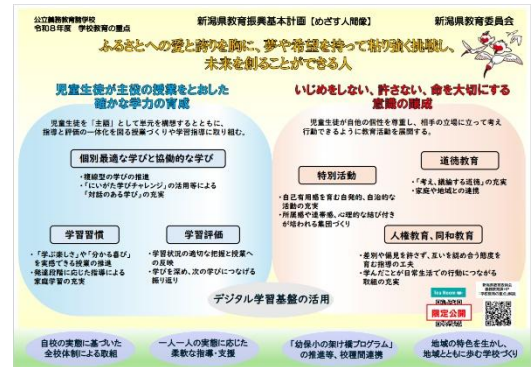 公立義務教育諸学校
令和8年度 学校教育の重点
新潟県教育振興基本計画【めざす人間像】
新潟県教育委員会
ふるさとへの愛と誇りを胸に、夢や希望を持って粘り強く挑戦し、
未来を創ることができる人
児童生徒が主役の授業をとおした
確かな学力の育成
児童生徒を「主語」として単元を構想するとともに、
指導と評価の一体化を図る授業づくりや学習指導に取り組む。
個別最適な学びと協働的な学び
・複線型の学びの推進
・「にいがた学びチャレンジ」の活用等による
「対話のある学び」の充実
学習習慣
・「学ぶ楽しさ」や「分かる喜び」を
実感できる授業の推進
・発達段階に応じた指導による
家庭学習の充実
学習評価
・学習状況の適切な把握と授業へ
の反映
・学びを深め、次の学びにつなげる
振り返り
いじめをしない、許さない、命を大切にする
意識の醸成
児童生徒が自他の個性を尊重し、相手の立場に立って考え
行動できるように教育活動を展開する。
特別活動
・自己有用感を育む自発的、自治的な
活動の充実
・所属感や連帯感、心理的な結び付き
が培われる集団づくり
道徳教育
・「考え、議論する道徳」の充実
・家庭や地域との連携
人権教育、同和教育
・差別や偏見を許さず、互いを認め合う態度を
育む指導の工夫
・学んだことが日常生活での行動につながる
取組の充実
デジタル学習基盤の活用
限定公開
自校の実態に基づいた
全校体制による取組
一人一人の実態に応じた
柔軟な指導・支援
「幼保小の架け橋プログラム」
の推進等、校種間連携
地域の特色を生かし、
地域とともに歩む学校づくり